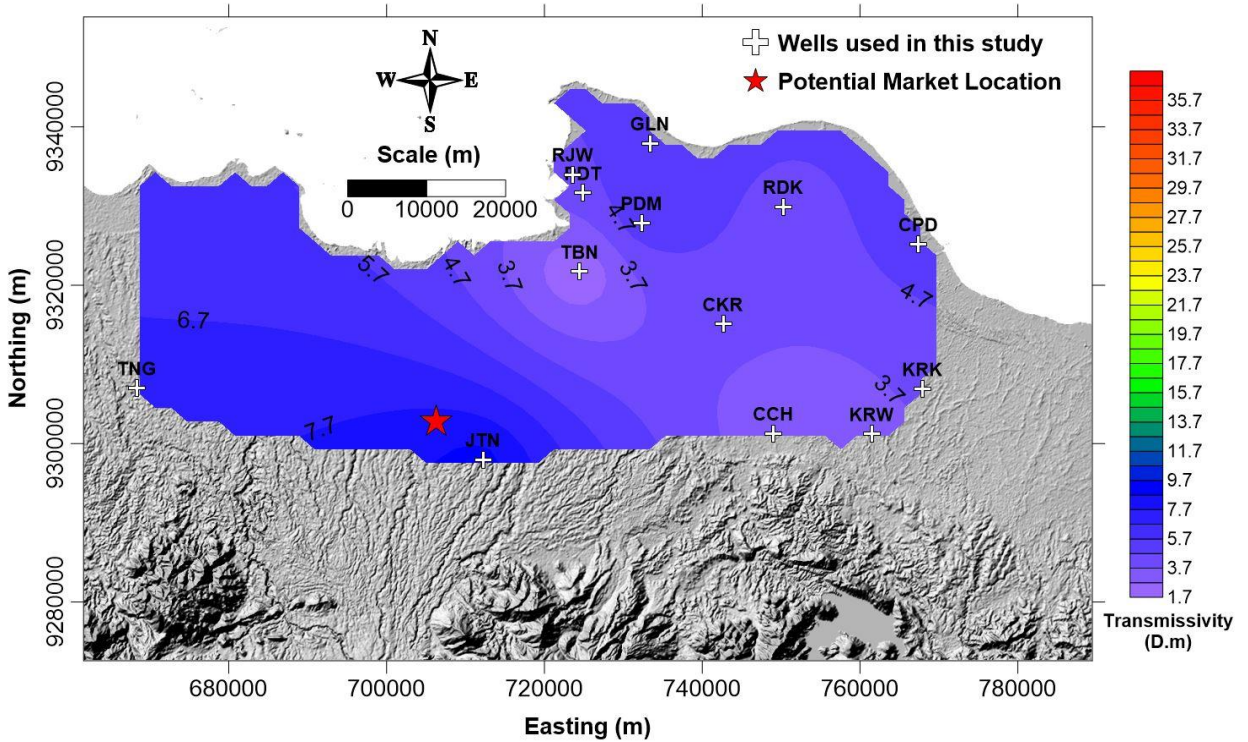 N
W E
S
Scale (m)
0 10000 20000
Wells used in this study
Potential Market Location
Northing (m)
9340000
9320000
9300000
9280000
GLN
RJW
DT
PDM
RDK
CPD
TBN
CKR
TNG
KRK
CCH
KRW
JTN
4.7
5.7
4.7
3.7
3.7
4.7
6.7
3.7
7.7
680000 700000 720000 740000 760000 780000
Easting (m)
35.7
33.7
31.7
29.7
27.7
25.7
23.7
21.7
19.7
17.7
15.7
13.7
11.7
9.7
7.7
5.7
3.7
1.7
Transmissivity
(D.m)